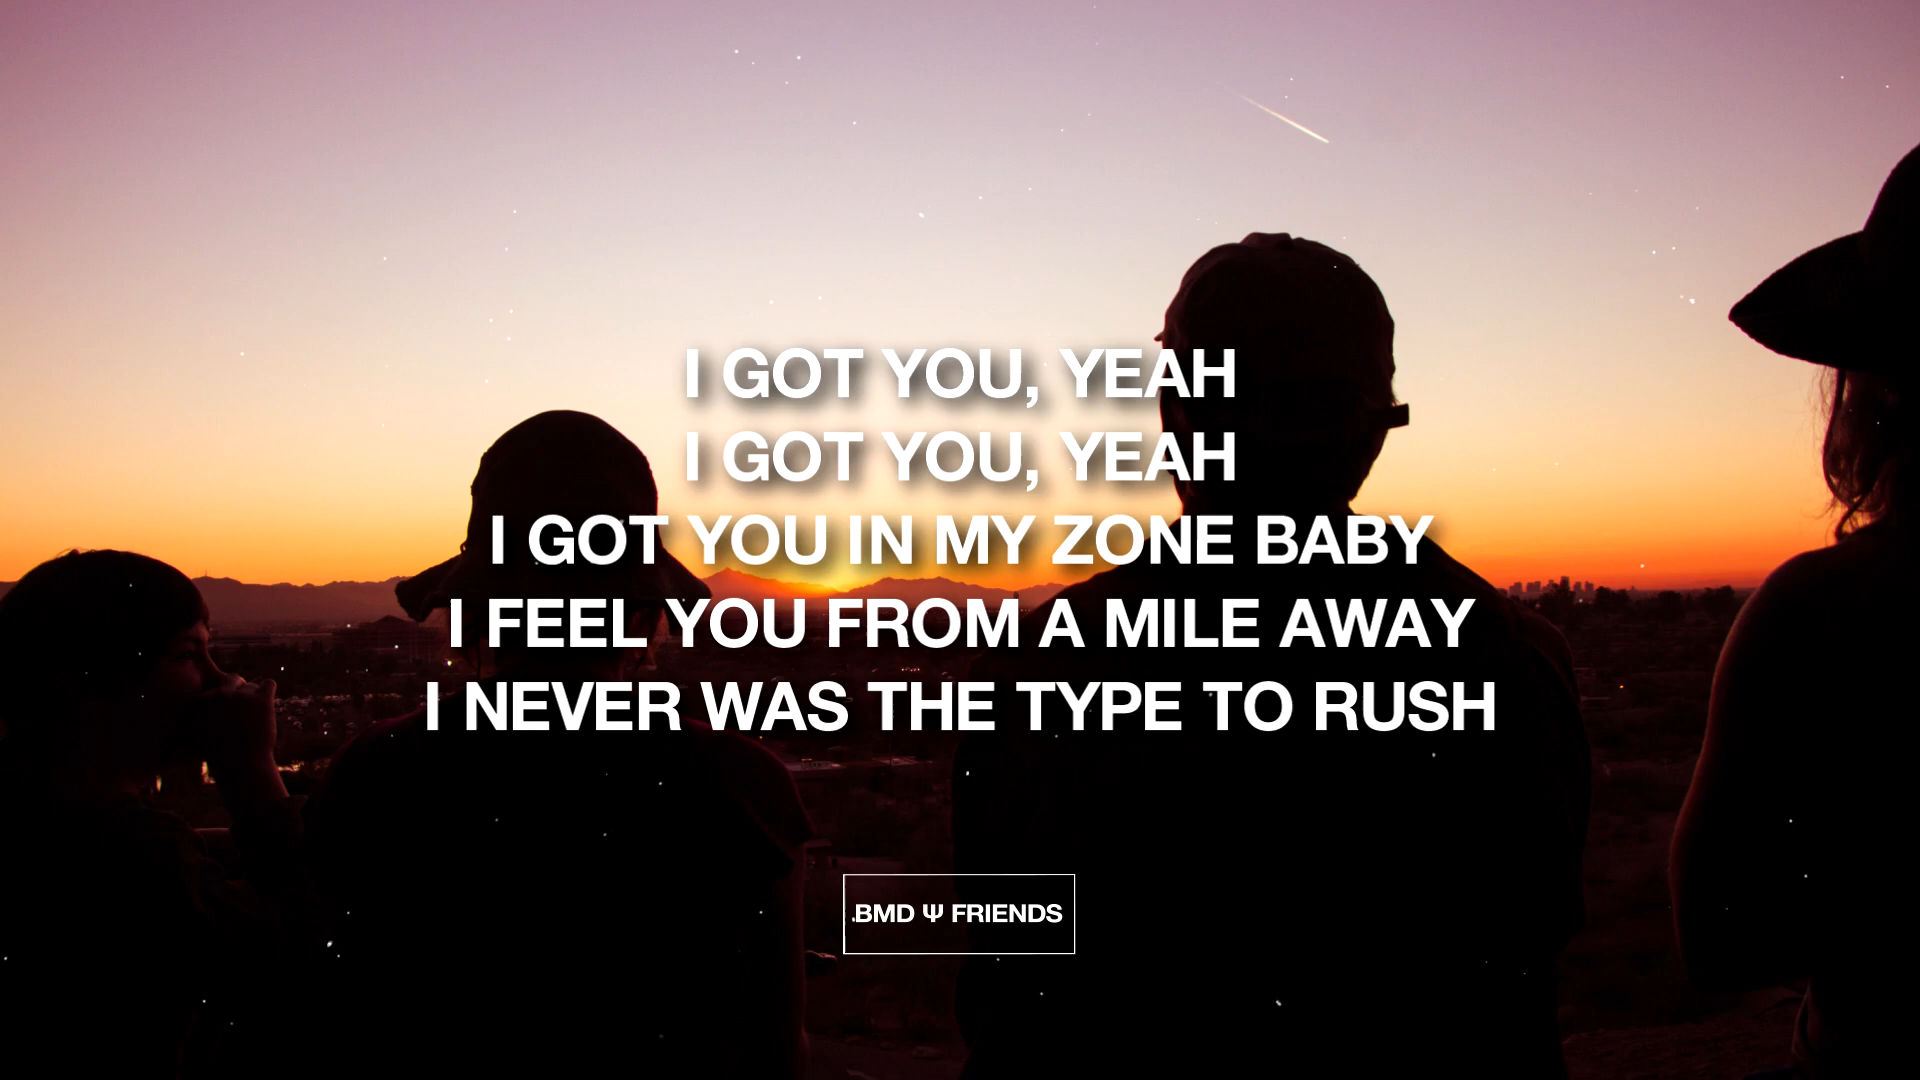 I GOT YOU, YEAH
I GOT YOU, YEAH
I GOT YOU IN MY ZONE BABY
I FEEL YOU FROM A MILE AWAY
I NEVER WAS THE TYPE TO RUSH
BMD Ψ FRIENDS